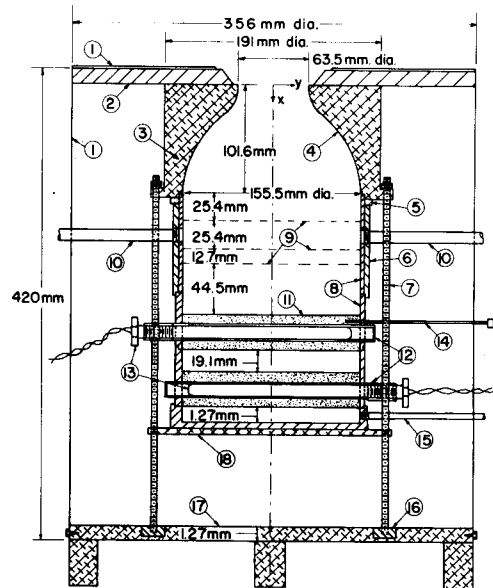 356 mm dia.
191 mm dia.
63.5 mm. dia.
1
2
y
x
3
1
4
101.6mm
155.5mm dia.
25.4mm
5
9
25.4mm
10
10
6
12.7mm
8
7
420mm
44.5mm
11
14
12
13
19.1mm
1.27mm
15
18
17
16
1.27mm